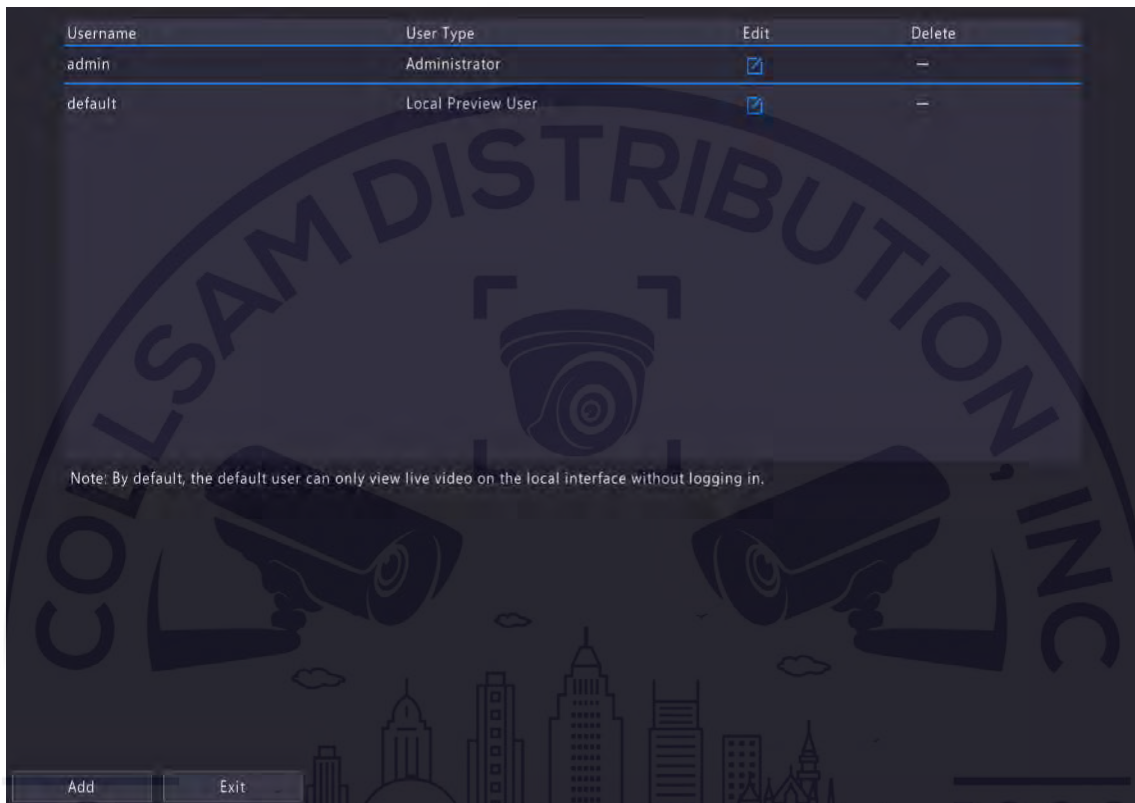 Username User Type Edit Delete
admin Administrator –
default Local Preview User –
COLLSAM DISTRIBUTION, INC
Note: By default, the default user can only view live video on the local interface without logging in.
Add Exit